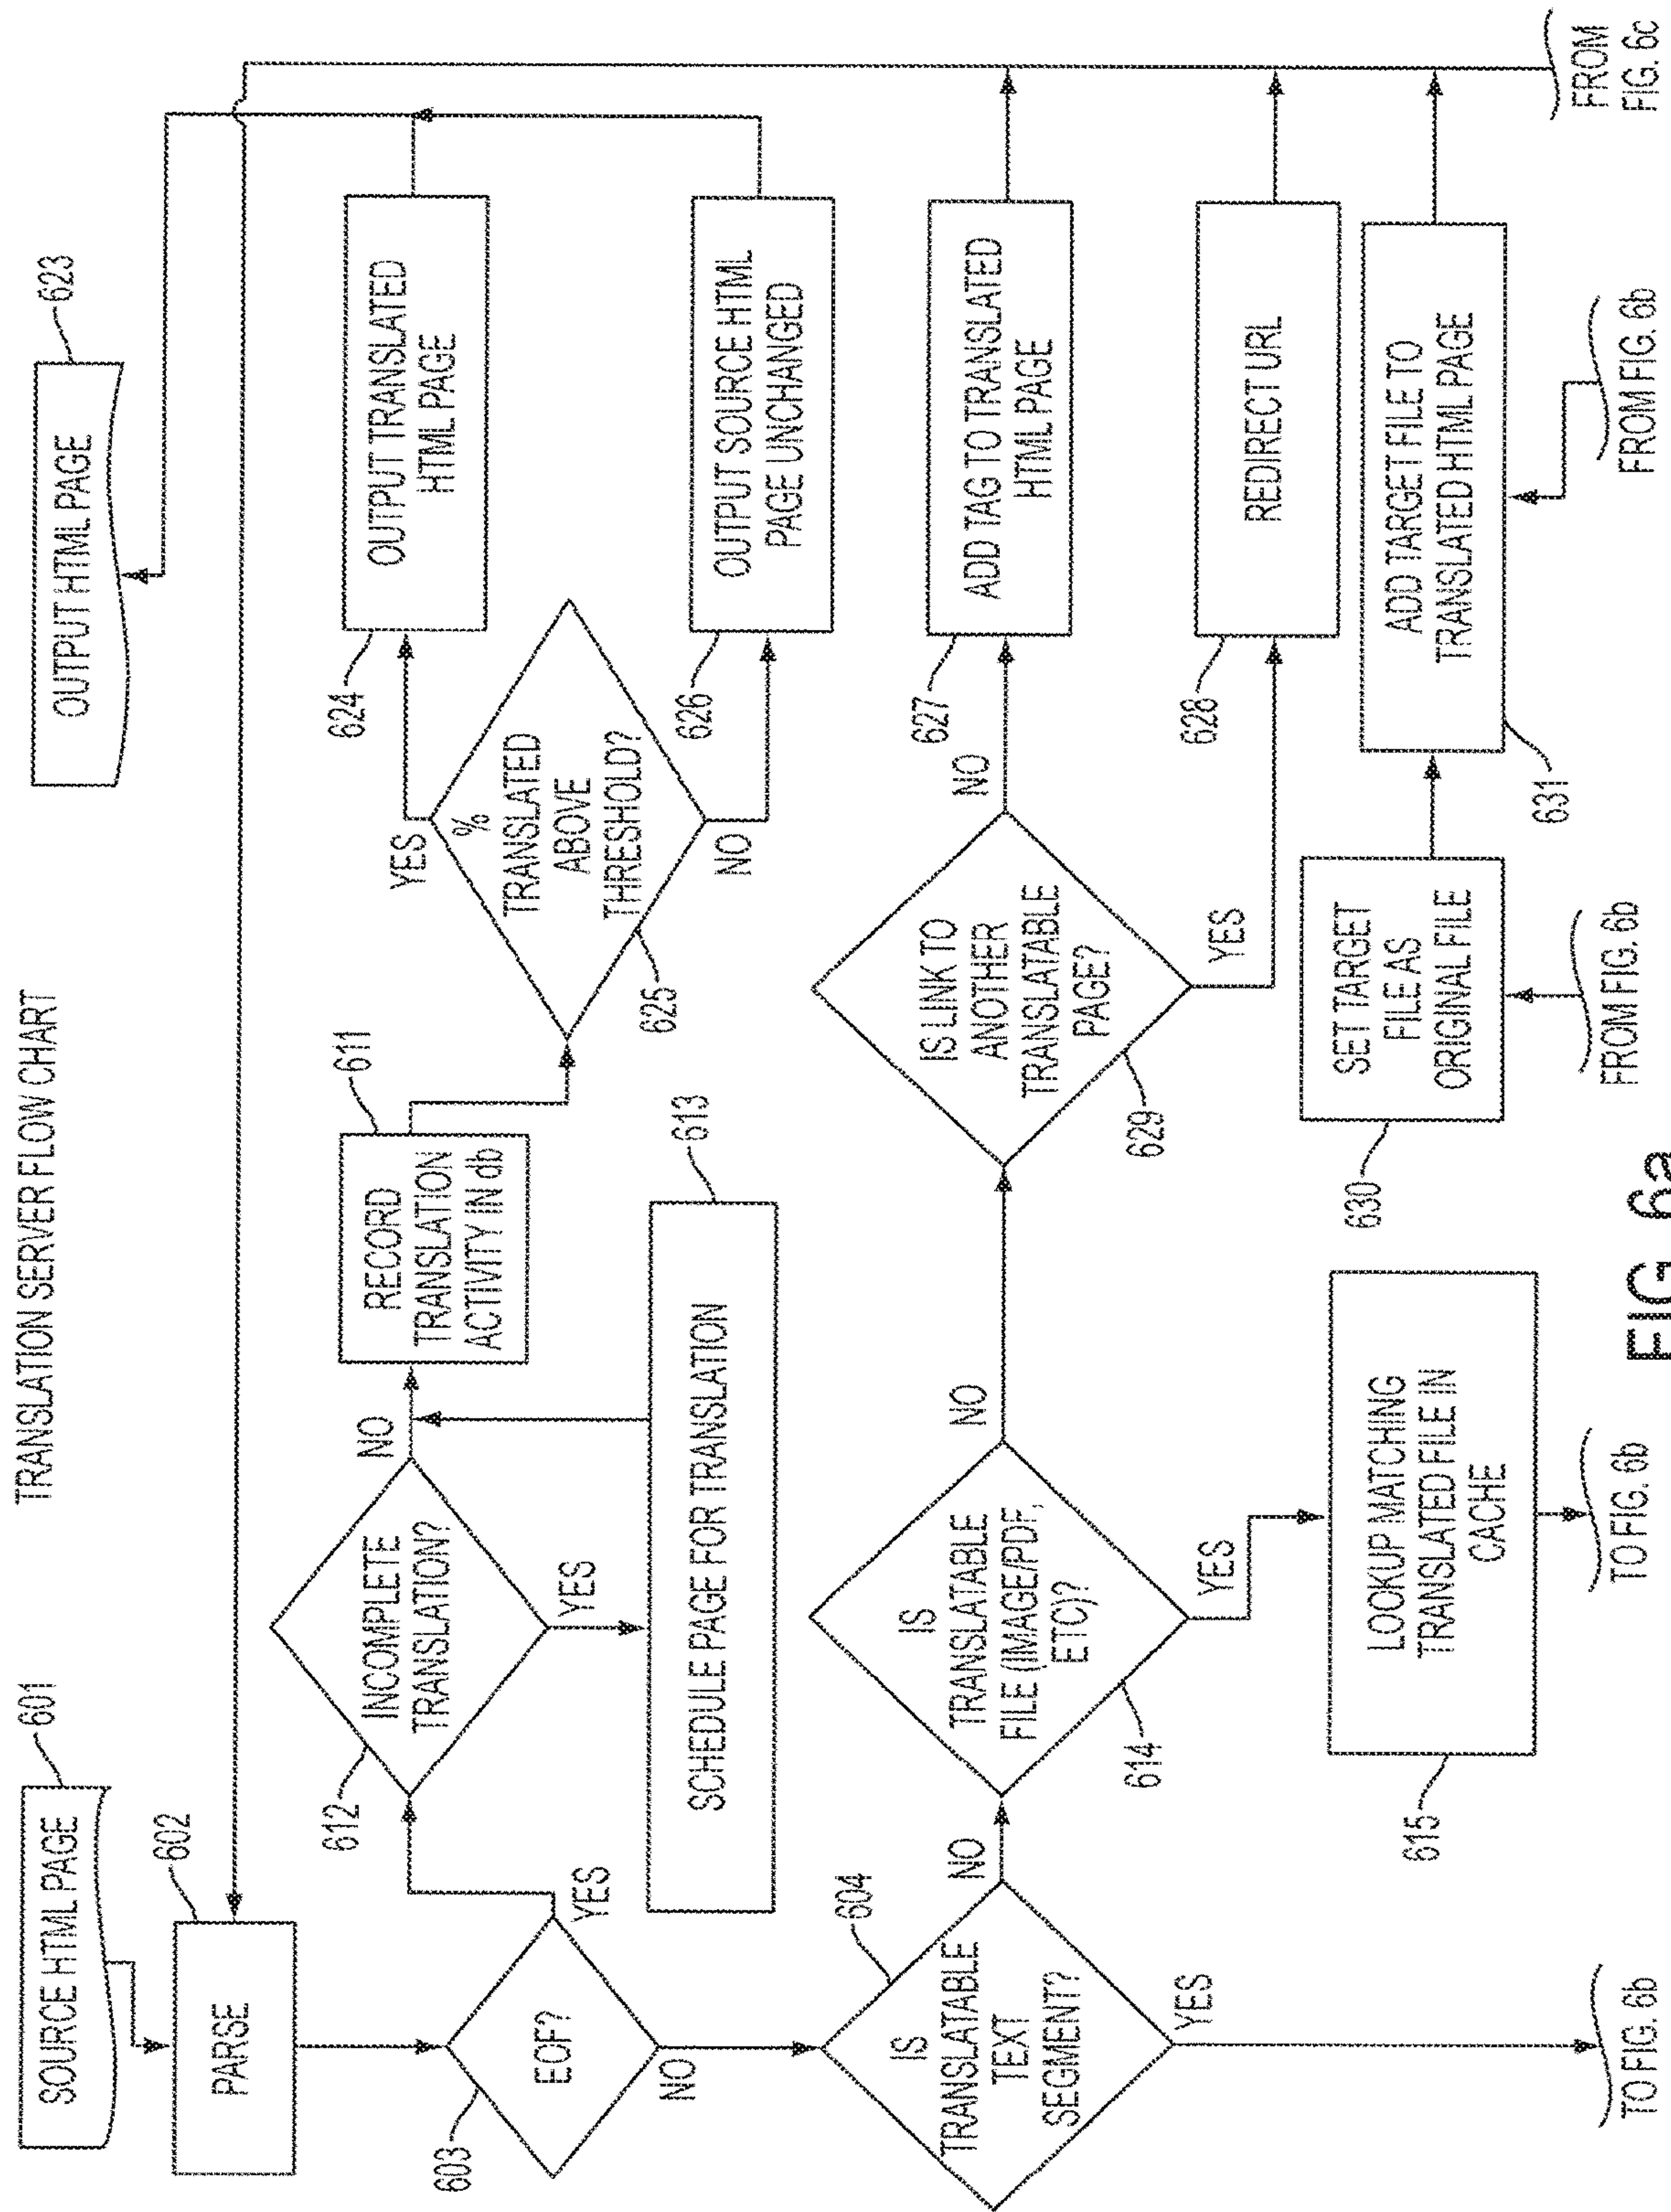 TRANSLATION SERVER FLOW CHART
SOURCE HTML PAGE
601
OUTPUT HTML PAGE
623
PARSE
602
EOF?
603
YES
NO
INCOMPLETE
TRANSLATION?
612
NO
YES
RECORD
TRANSLATION
ACTIVITY IN db
611
SCHEDULE PAGE FOR TRANSLATION
613
%
TRANSLATED
ABOVE
THRESHOLD?
625
YES
NO
OUTPUT TRANSLATED
HTML PAGE
624
OUTPUT SOURCE HTML
PAGE UNCHANGED
626
IS
TRANSLATABLE
TEXT
SEGMENT?
604
NO
YES
IS
TRANSLATABLE
FILE (IMAGE/PDF,
ETC)?
614
NO
YES
IS LINK TO
ANOTHER
TRANSLATABLE
PAGE?
629
NO
YES
ADD TAG TO TRANSLATED
HTML PAGE
627
REDIRECT URL
628
LOOKUP MATCHING
TRANSLATED FILE IN
CACHE
615
SET TARGET
FILE AS
ORIGINAL FILE
630
ADD TARGET FILE TO
TRANSLATED HTML PAGE
631
TO FIG. 6b
TO FIG. 6b
FROM FIG. 6b
FROM FIG. 6b
FROM
FIG. 6c
FIG. 6a